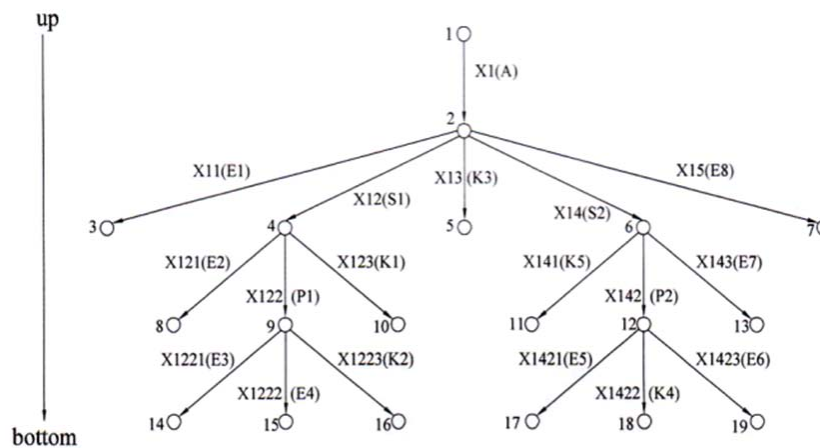 up
1
X1(A)
2
X11(E1)
X12(S1)
X13 (K3)
X14(S2)
X15(E8)
3
4
5
6
7
X121(E2)
X122 (P1)
X123(K1)
X141(K5)
X142 (P2)
X143(E7)
8
9
10
11
12
13
X1221(E3)
X1222 (E4)
X1223(K2)
X1421(E5)
X1422 (K4)
X1423(E6)
14
15
16
17
18
19
bottom